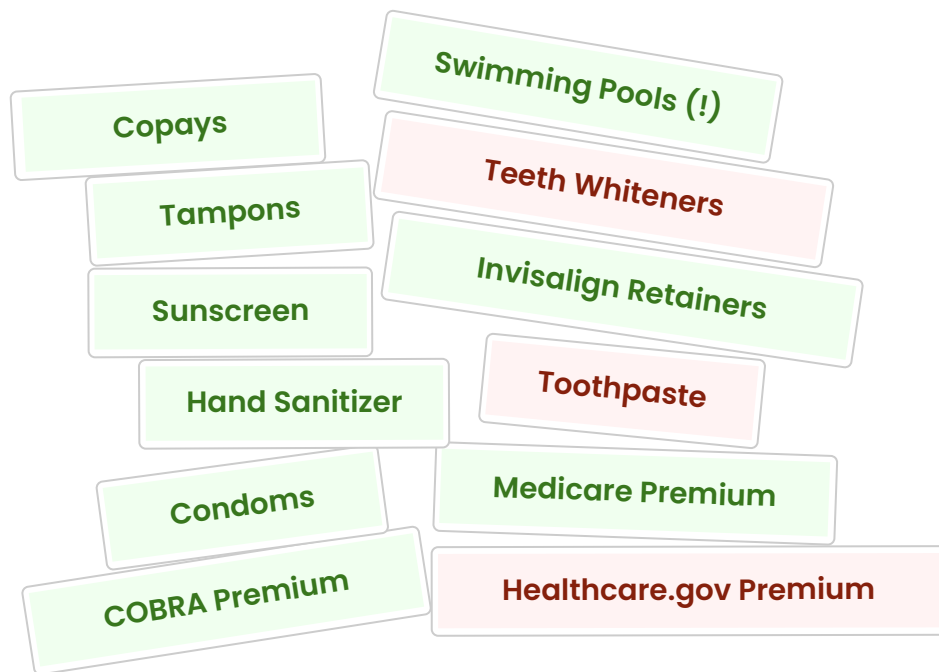 Copays
Tampons
Sunscreen
Hand Sanitizer
Condoms
COBRA Premium
Swimming Pools (!)
Teeth Whiteners
Invisalign Retainers
Toothpaste
Medicare Premium
Healthcare.gov Premium